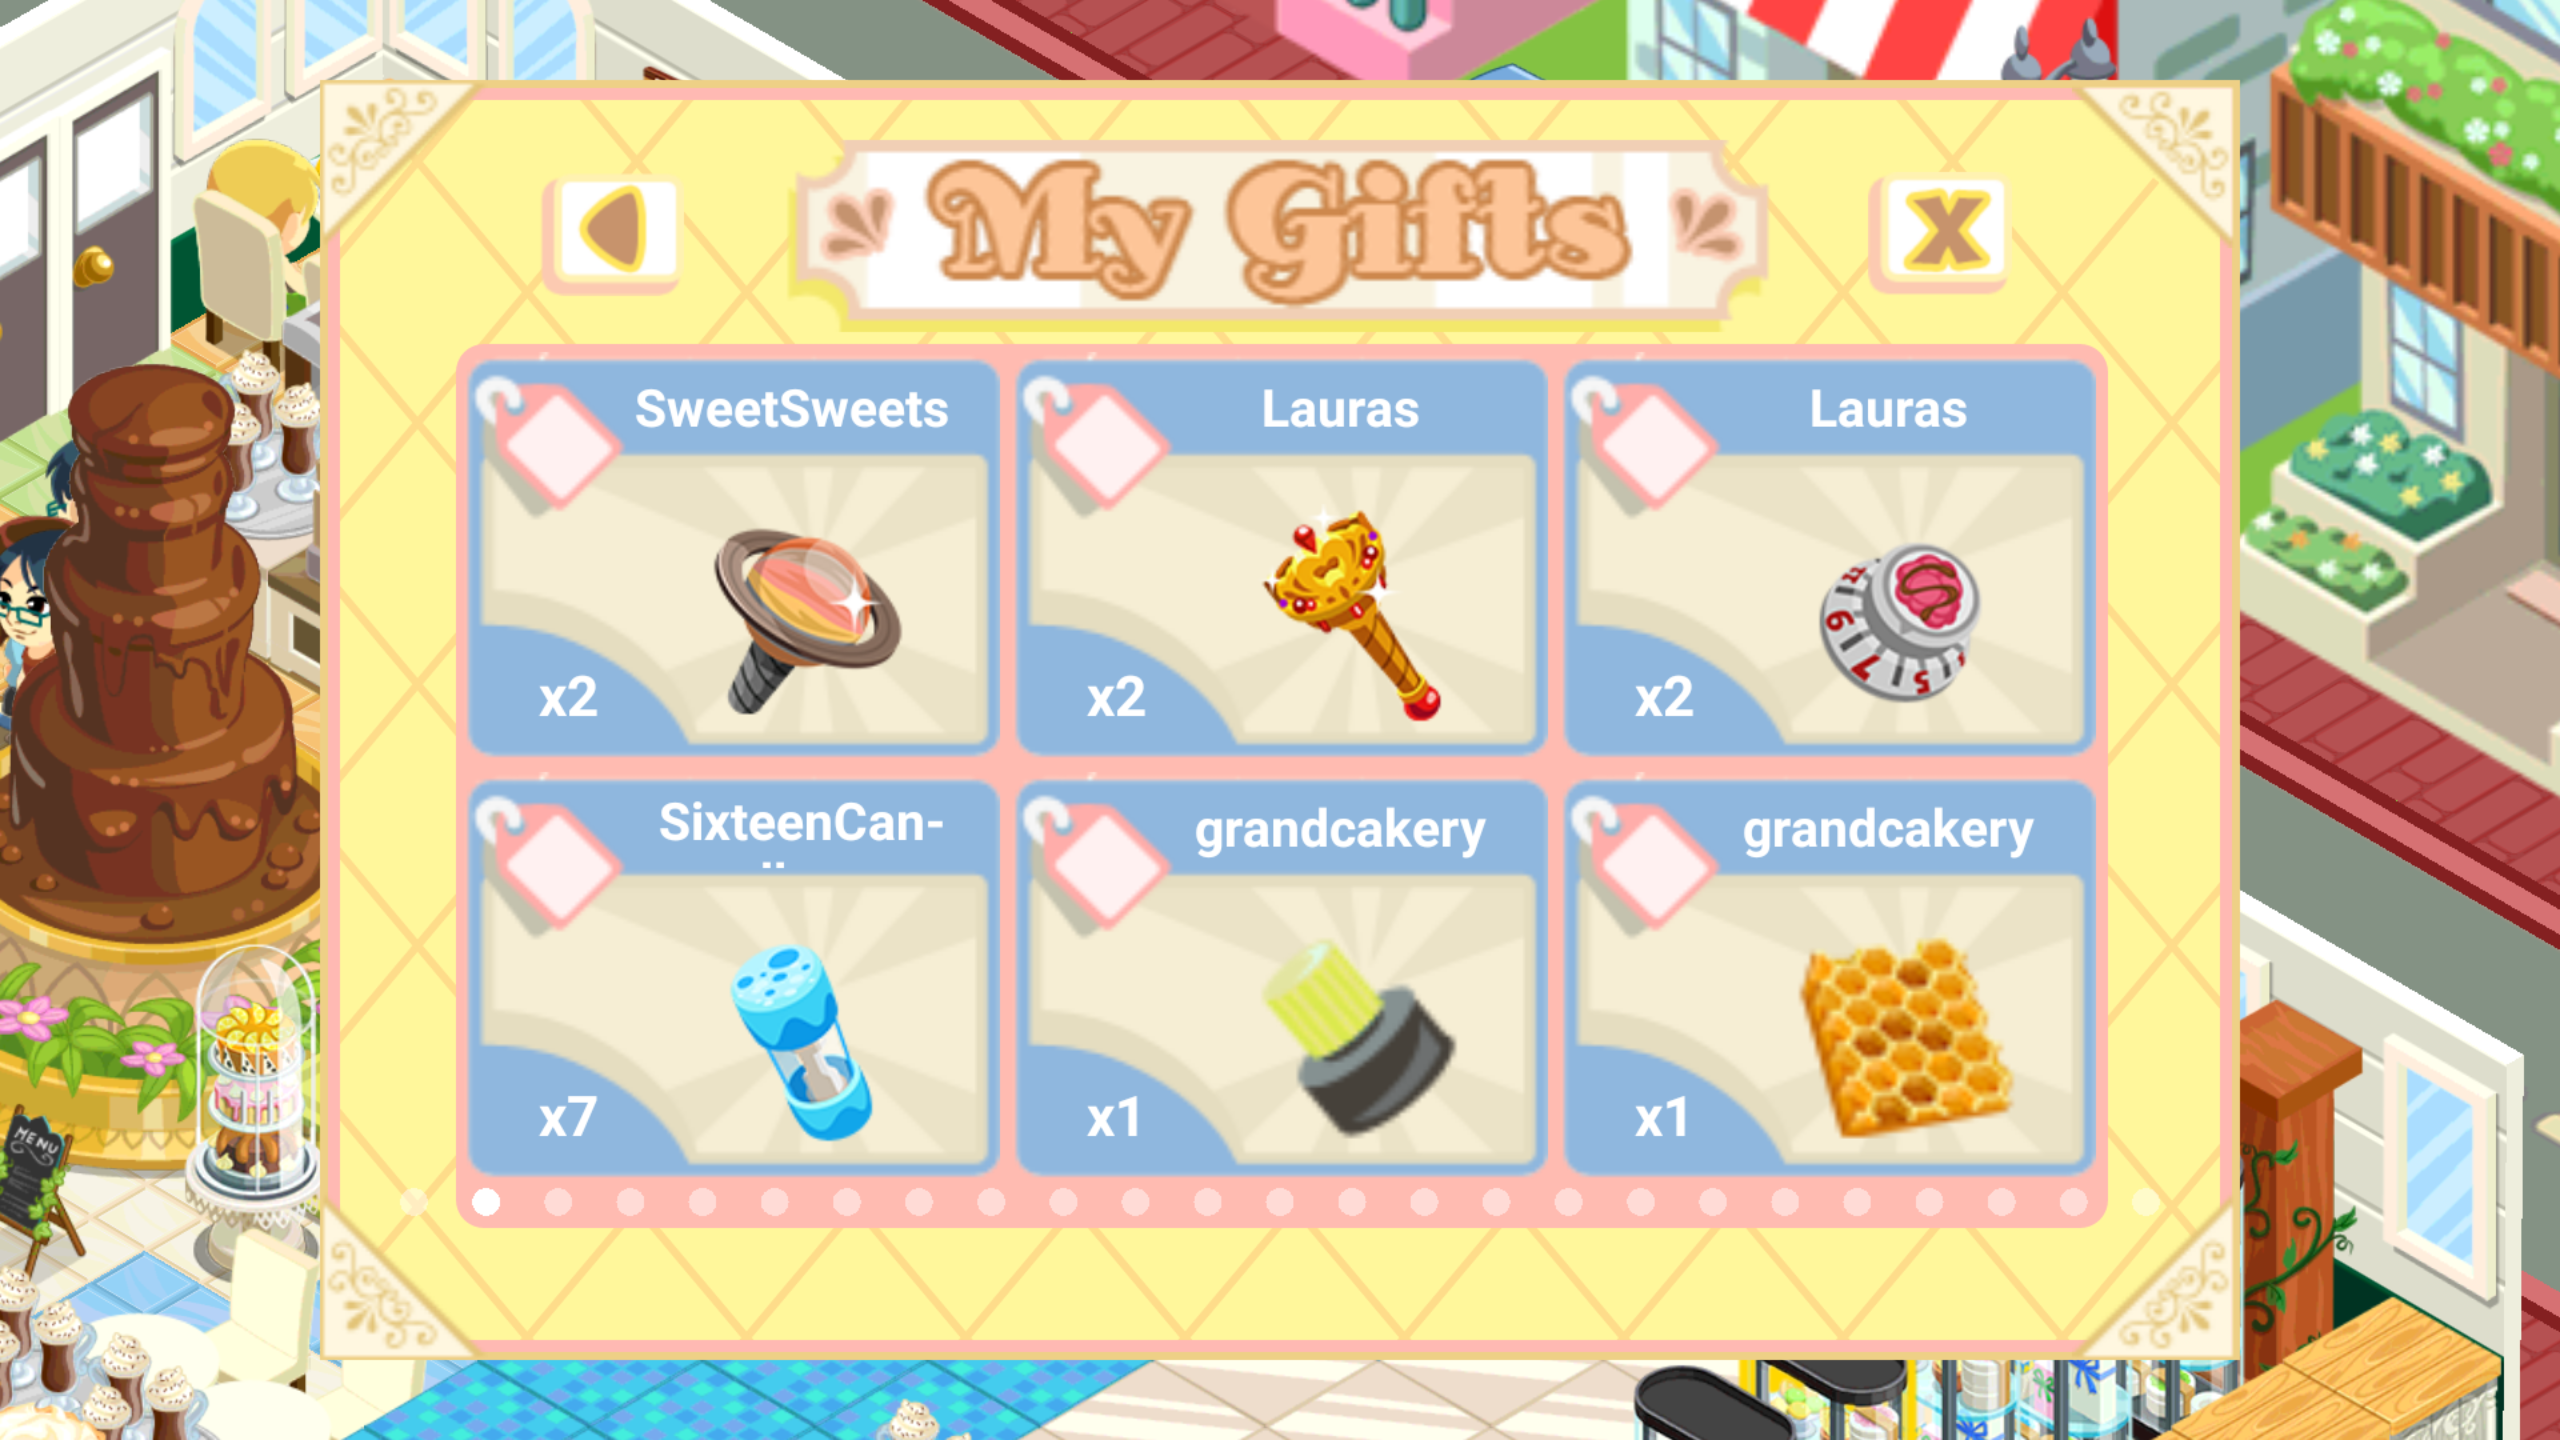 My Gifts
SweetSweets
Lauras
Lauras
x2
x2
x2
SixteenCan-
grandcakery
grandcakery
x7
x1
x1
MENU